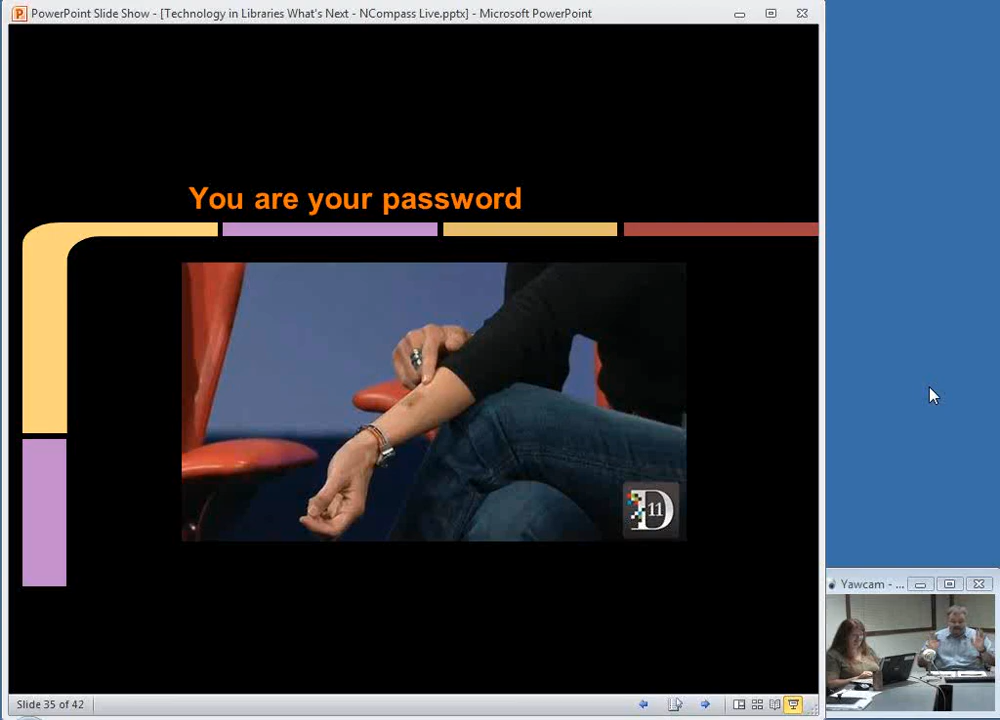 PowerPoint Slide Show - [Technology in Libraries What's Next - NCompass Live.pptx] - Microsoft PowerPoint
You are your password
D
11
Yawcam - ...
Slide 35 of 42